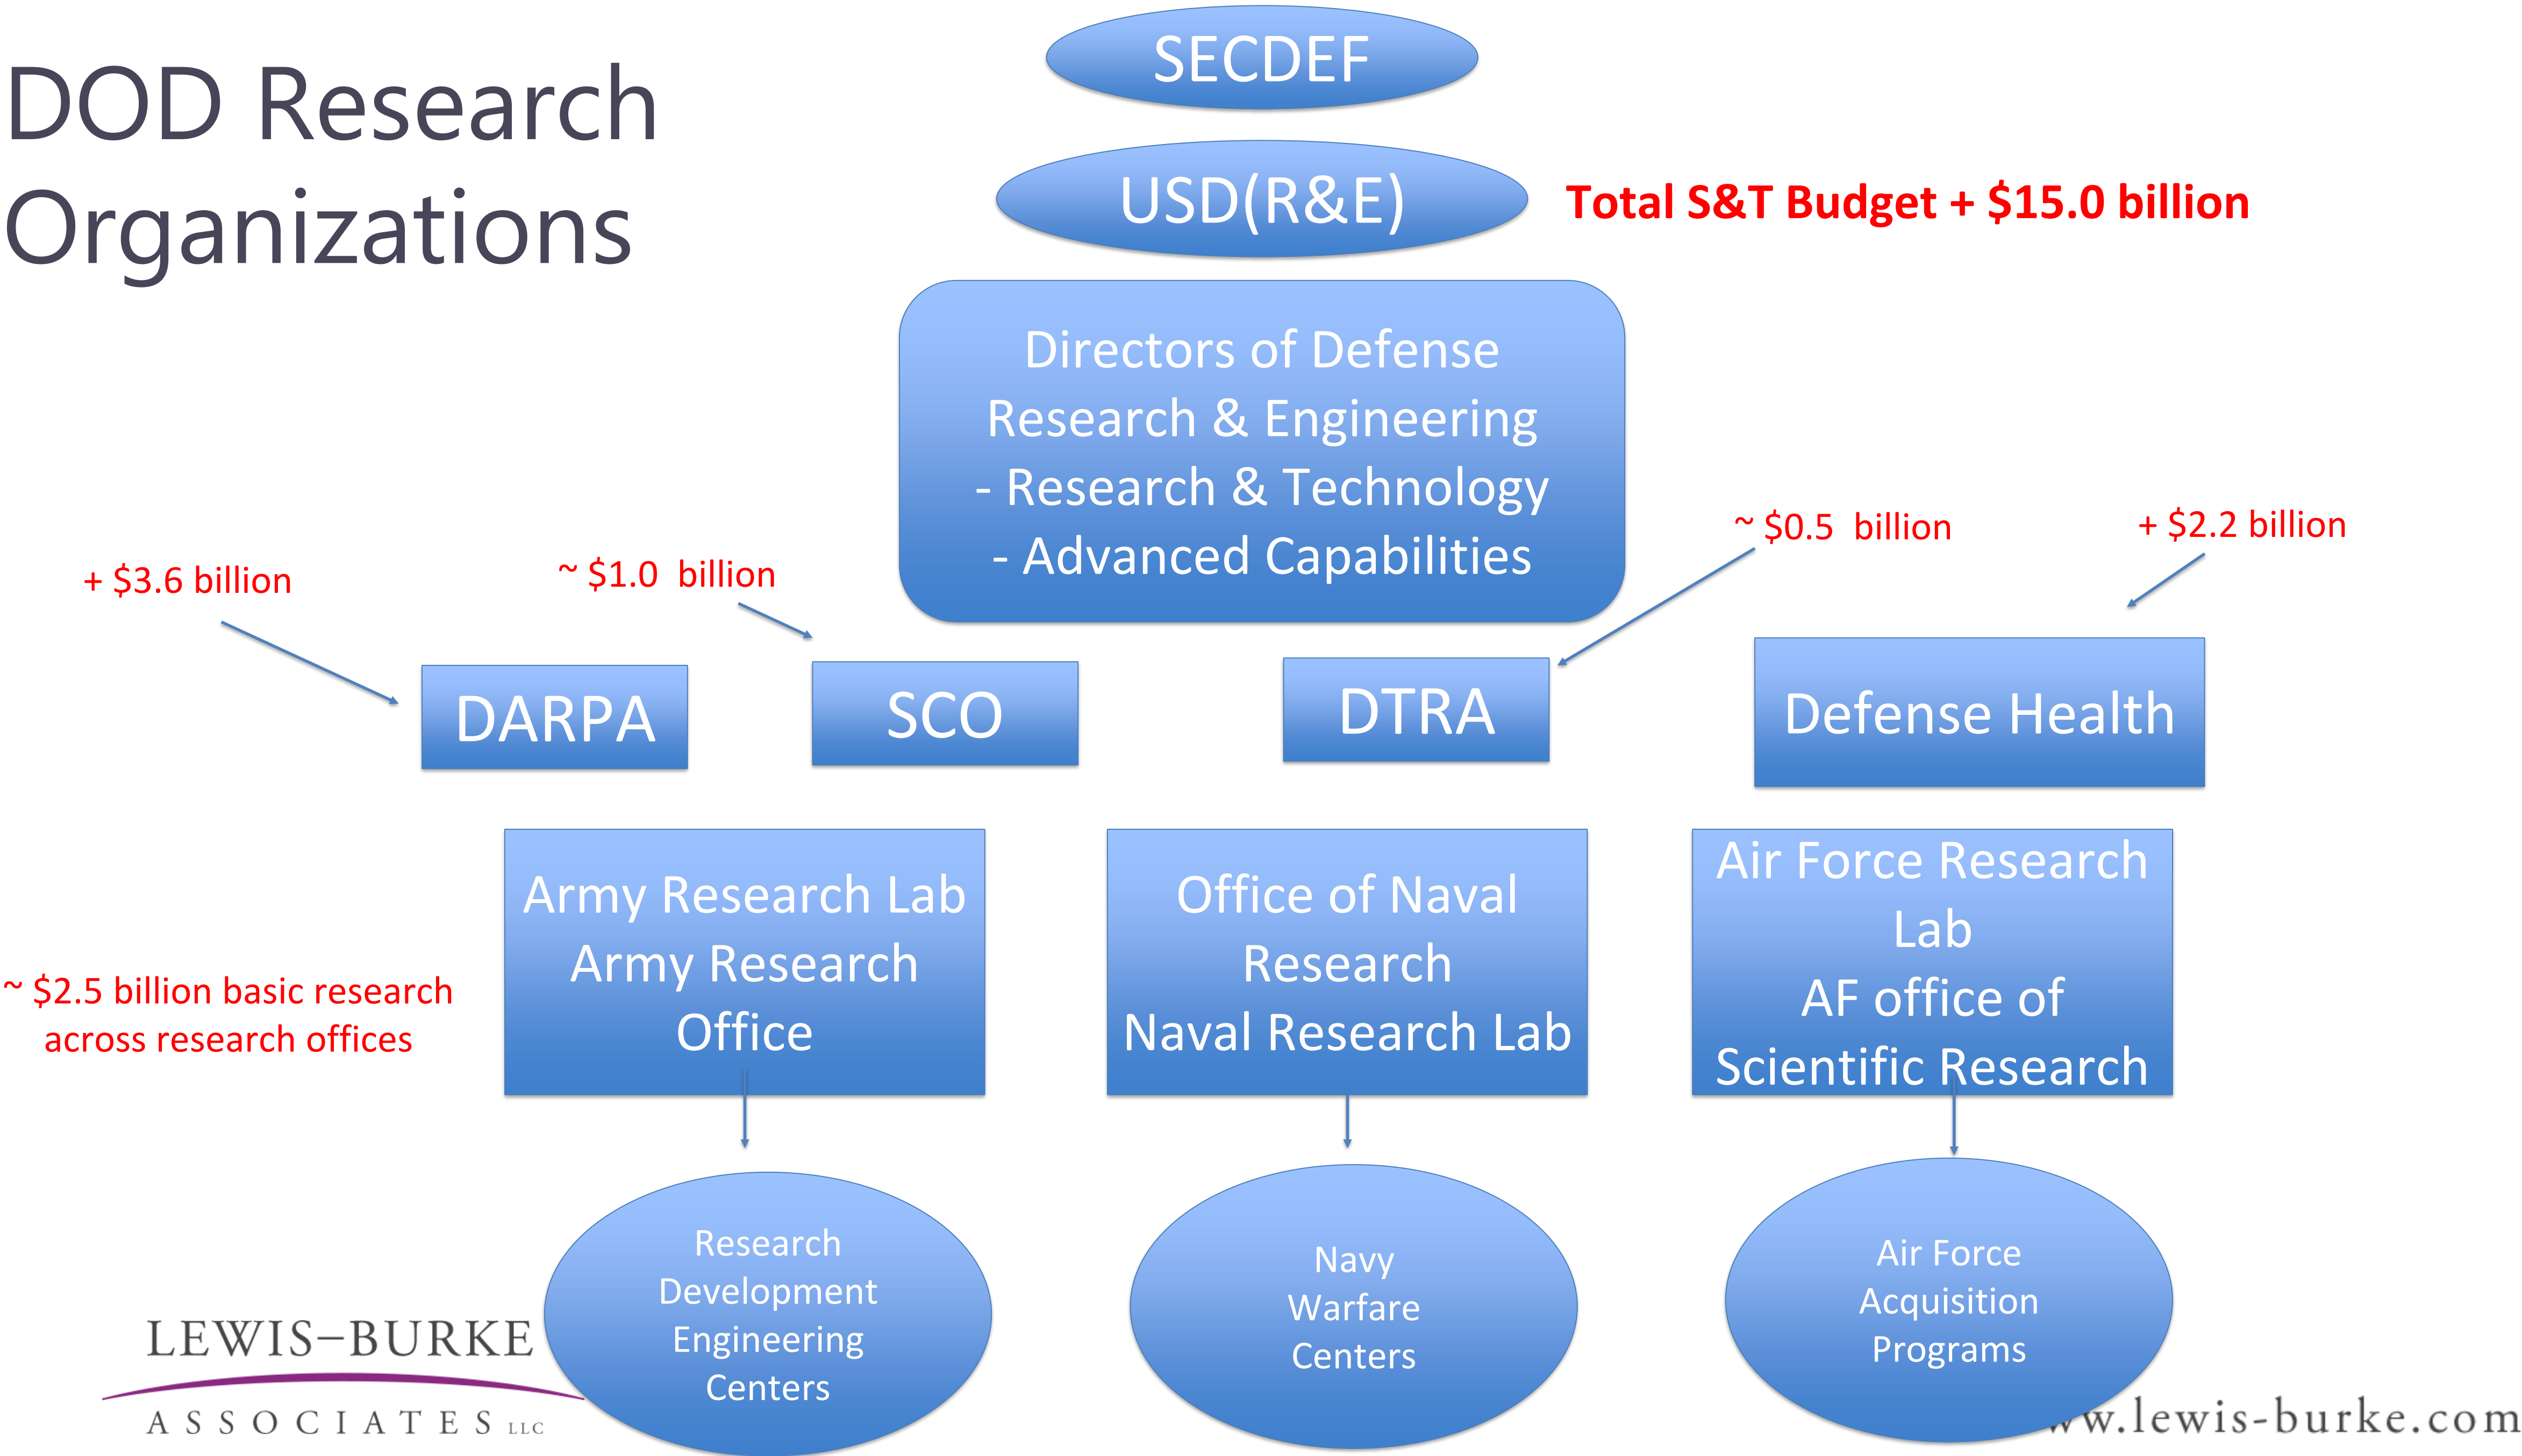 DOD Research
Organizations
SECDEF
USD(R&E)
Total S&T Budget + $15.0 billion
Directors of Defense
Research & Engineering
- Research & Technology
- Advanced Capabilities
+ $3.6 billion
~ $1.0  billion
~ $0.5  billion
+ $2.2 billion
DARPA
SCO
DTRA
Defense Health
~ $2.5 billion basic research
across research offices
Army Research Lab
Army Research
Office
Office of Naval
Research
Naval Research Lab
Air Force Research
Lab
AF office of
Scientific Research
Research
Development
Engineering
Centers
Navy
Warfare
Centers
Air Force
Acquisition
Programs
LEWIS–BURKE
ASSOCIATES LLC
w.lewis-burke.com